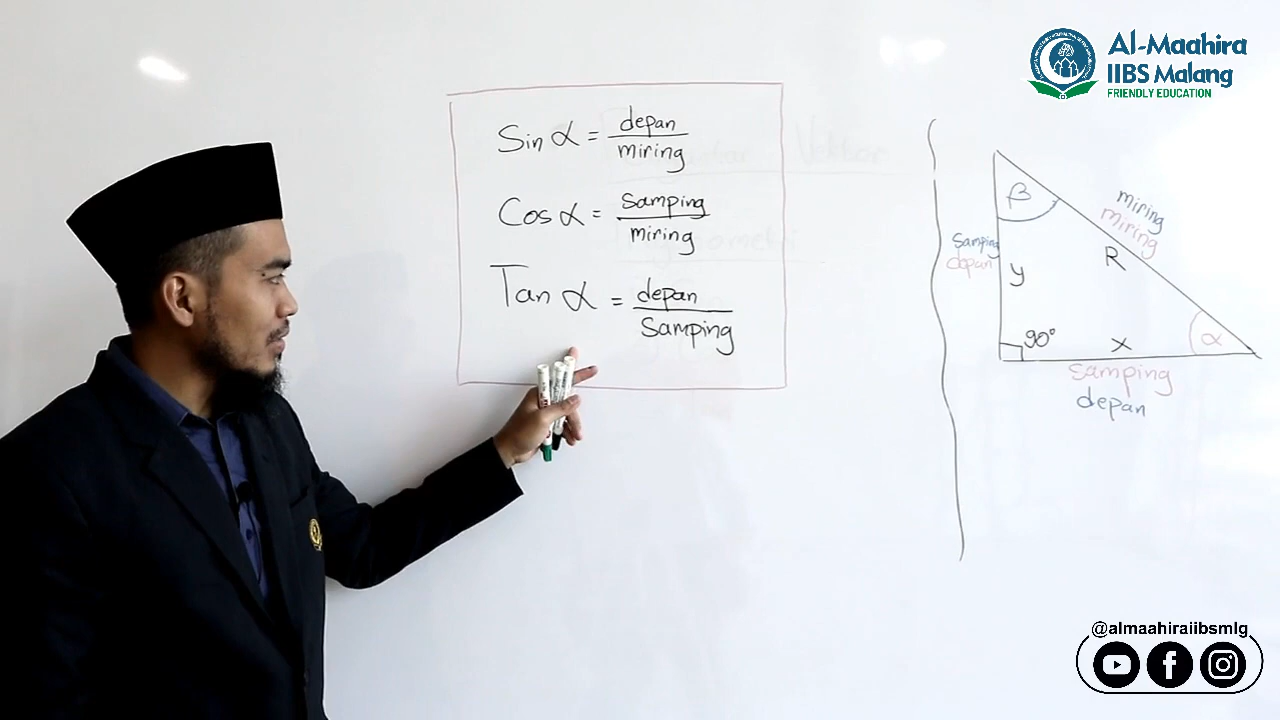 Al-Maahira
IIBS Malang
FRIENDLY EDUCATION
Sin α = depan / miring
Cos α = Samping / miring
Tan α = depan / Samping
β
miring
miring
R
Samping
depan
y
90°
x
α
Samping
depan
@almaahiraiibsmlg